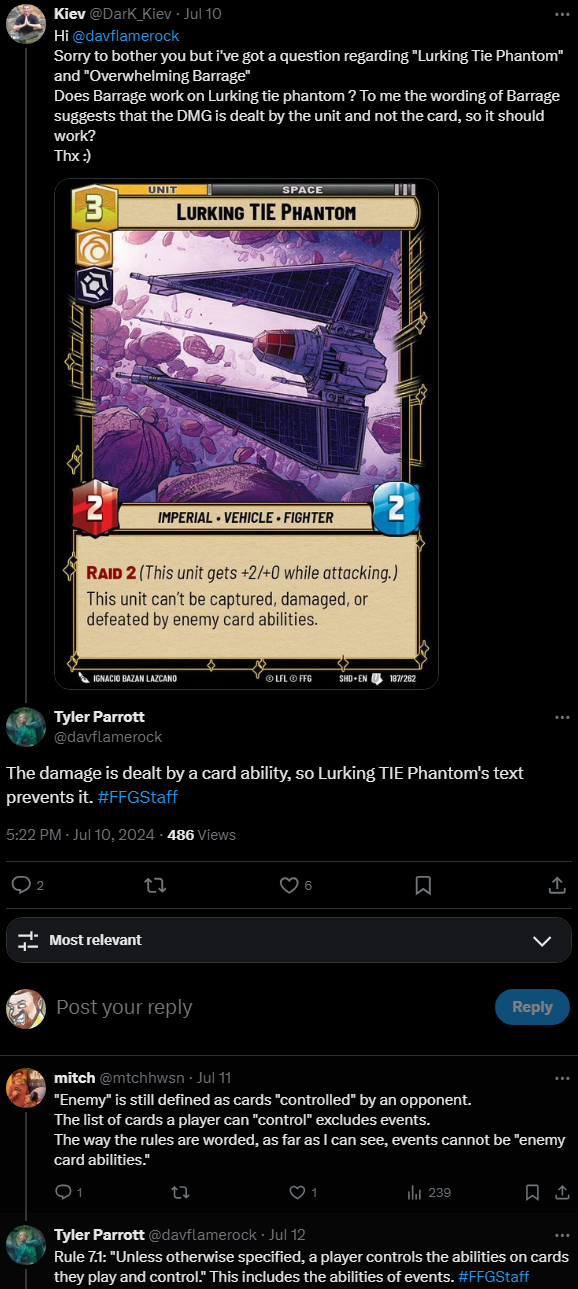 Kiev @DarK_Kiev · Jul 10
Hi @davflamerock
Sorry to bother you but i've got a question regarding "Lurking Tie Phantom"
and "Overwhelming Barrage"
Does Barrage work on Lurking tie phantom ? To me the wording of Barrage
suggests that the DMG is dealt by the unit and not the card, so it should
work?
Thx :)
UNIT SPACE
3 LURKING TIE PHANTOM
2 IMPERIAL • VEHICLE • FIGHTER 2
RAID 2 (This unit gets +2/+0 while attacking.)
This unit can't be captured, damaged, or
defeated by enemy card abilities.
IGNACIO BAZAN LAZCANO © LFL © FFG SHD • EN U 187/262
Tyler Parrott
@davflamerock
The damage is dealt by a card ability, so Lurking TIE Phantom's text
prevents it. #FFGStaff
5:22 PM · Jul 10, 2024 · 486 Views
2 6
Most relevant
Post your reply Reply
mitch @mtchhwsn · Jul 11
"Enemy" is still defined as cards "controlled" by an opponent.
The list of cards a player can "control" excludes events.
The way the rules are worded, as far as I can see, events cannot be "enemy
card abilities."
1 1 239
Tyler Parrott @davflamerock · Jul 12
Rule 7.1: "Unless otherwise specified, a player controls the abilities on cards
they play and control." This includes the abilities of events. #FFGStaff